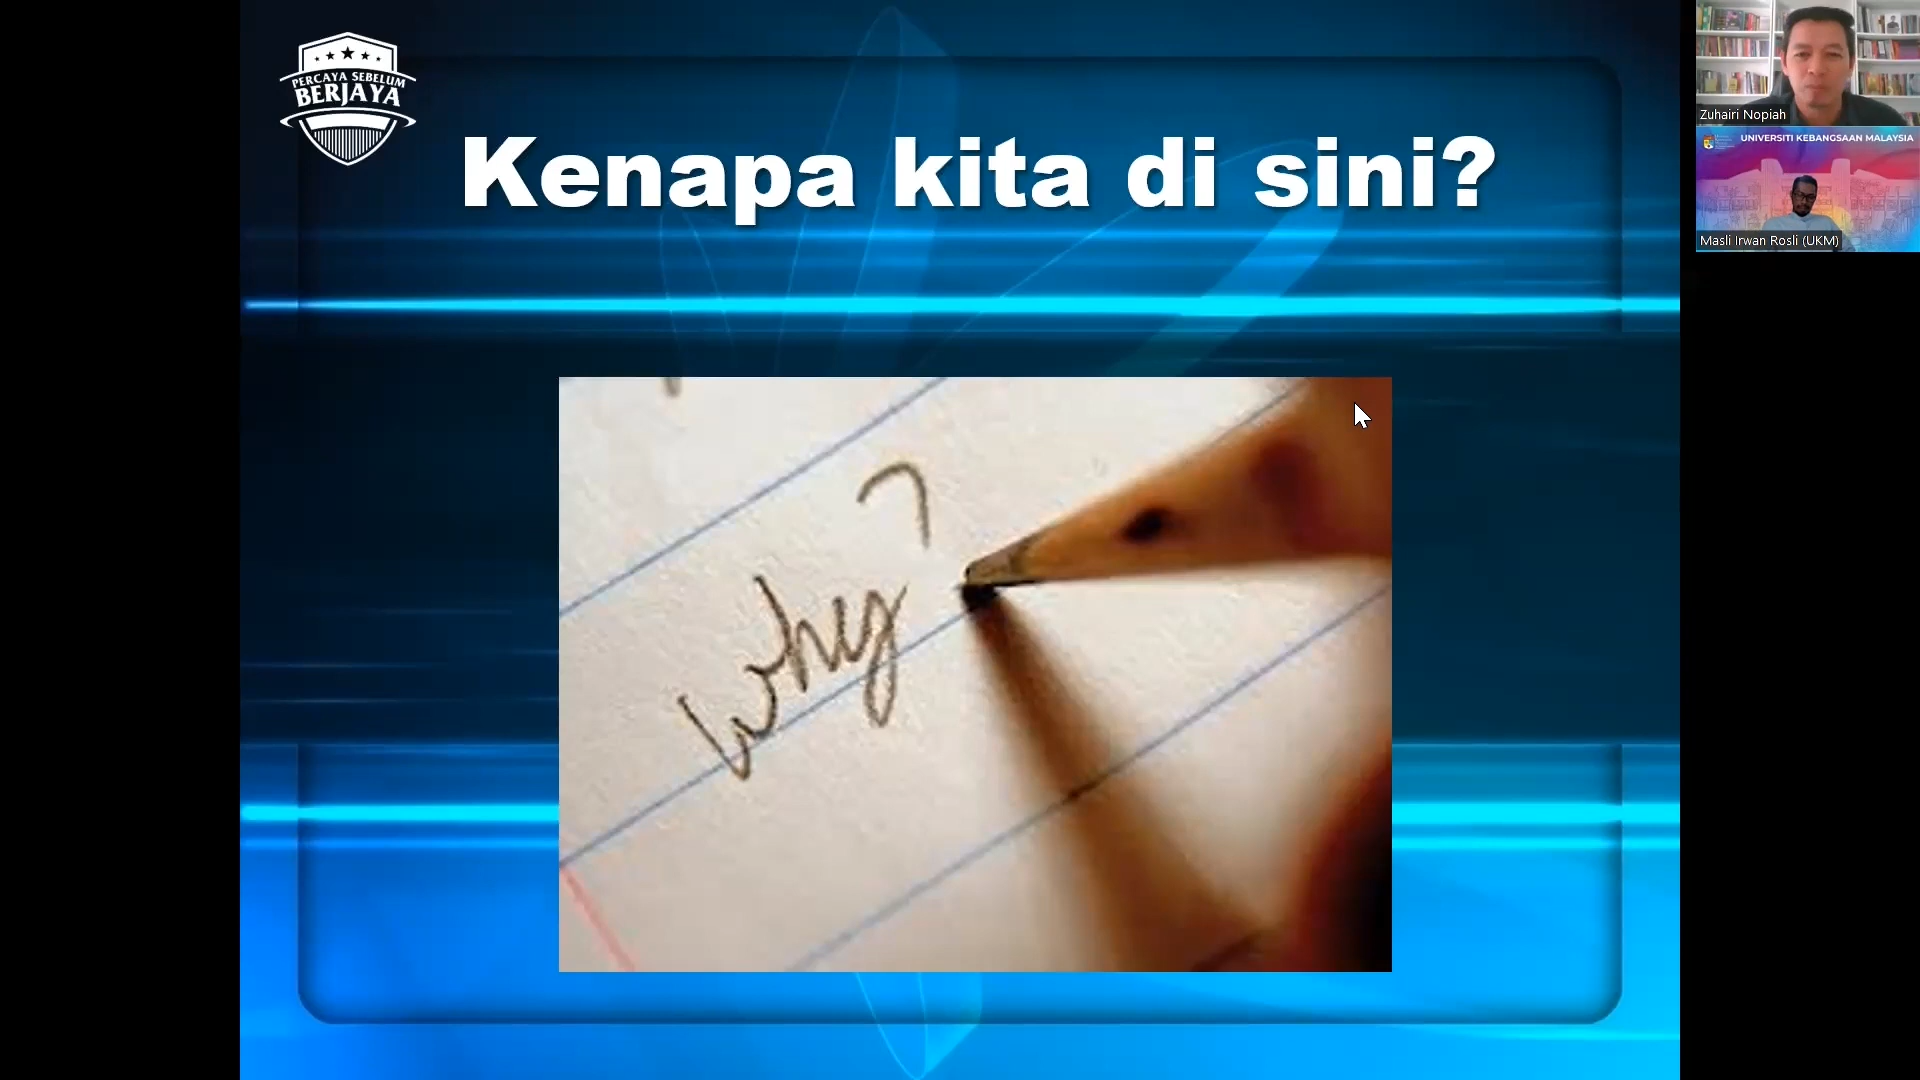 PERCAYA SEBELUM
BERJAYA
Kenapa kita di sini?
why?
Zuhairi Nopiah
UNIVERSITI KEBANGSAAN MALAYSIA
Masli Irwan Rosli (UKM)